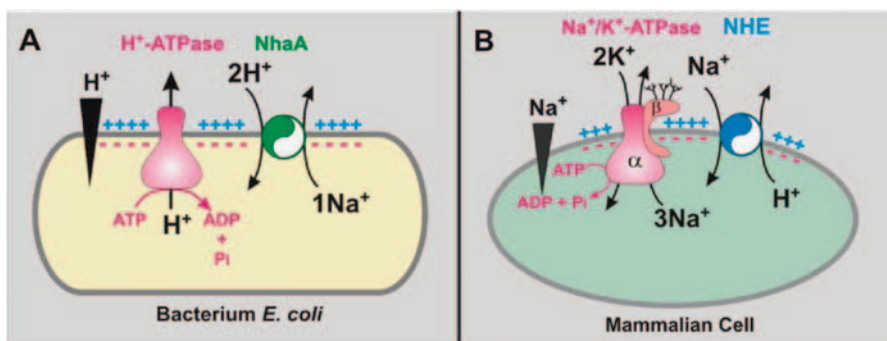 A
H⁺-ATPase NhaA
H⁺
2H⁺
++++ ++++ ++++
---- ---- ----
1Na⁺
ATP H⁺ ADP
+
Pi
Bacterium E. coli
B
Na⁺/K⁺-ATPase NHE
2K⁺ Na⁺
Na⁺
β
+++ ++++ +++
α
ATP
ADP + Pi
3Na⁺ H⁺
Mammalian Cell